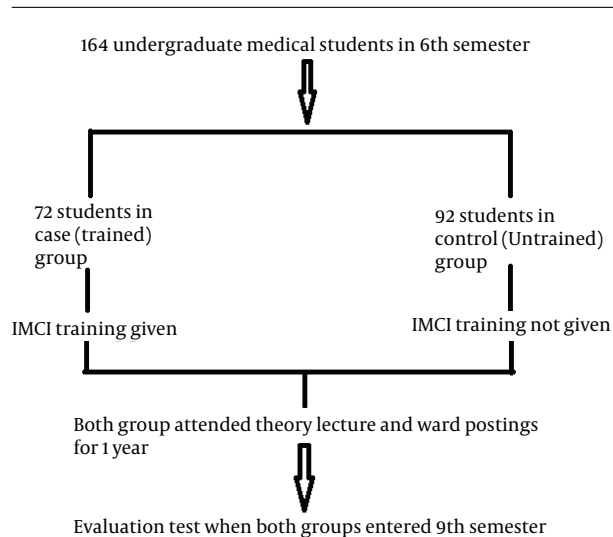 164 undergraduate medical students in 6th semester
72 students in
case (trained)
group
92 students in
control (Untrained)
group
IMCI training given
IMCI training not given
Both group attended theory lecture and ward postings
for 1 year
Evaluation test when both groups entered 9th semester